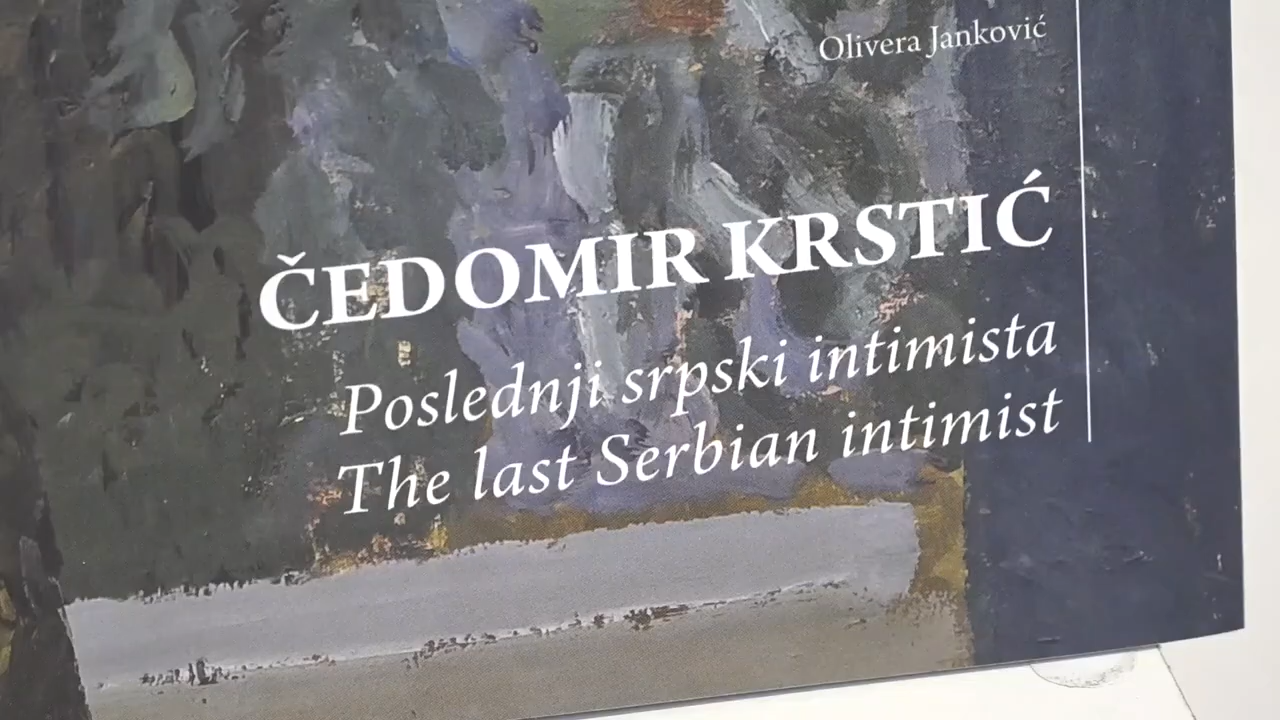 Olivera Janković
ČEDOMIR KRSTIĆ
Poslednji srpski intimista
The last Serbian intimist